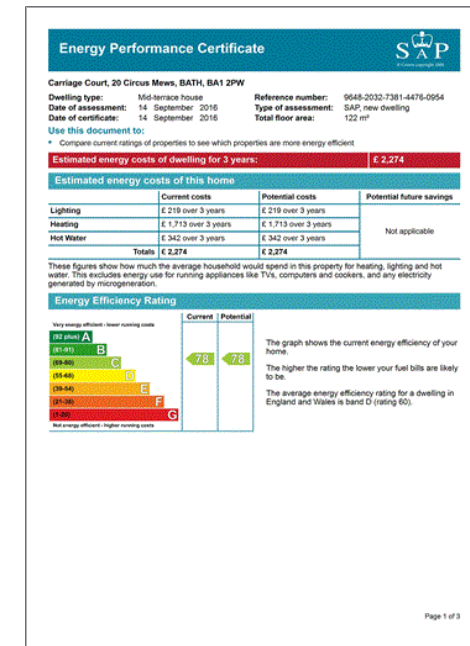 Energy Performance Certificate
SAP
© Crown copyright 2009
Carriage Court, 20 Circus Mews, BATH, BA1 2PW
Dwelling type: Mid-terrace house
Date of assessment: 14 September 2016
Date of certificate: 14 September 2016
Reference number: 9648-2032-7381-4476-0954
Type of assessment: SAP, new dwelling
Total floor area: 122 m²
Use this document to:
• Compare current ratings of properties to see which properties are more energy efficient
Estimated energy costs of dwelling for 3 years: £ 2,274
Estimated energy costs of this home
Current costs Potential costs Potential future savings
Lighting £ 219 over 3 years £ 219 over 3 years
Heating £ 1,713 over 3 years £ 1,713 over 3 years
Not applicable
Hot Water £ 342 over 3 years £ 342 over 3 years
Totals £ 2,274 £ 2,274
These figures show how much the average household would spend in this property for heating, lighting and hot
water. This excludes energy use for running appliances like TVs, computers and cookers, and any electricity
generated by microgeneration.
Energy Efficiency Rating
Current Potential
Very energy efficient - lower running costs
(92 plus) A
(81-91) B
(69-80) C
78 78
(55-68) D
(39-54) E
(21-38) F
(1-20) G
Not energy efficient - higher running costs
The graph shows the current energy efficiency of your
home.
The higher the rating the lower your fuel bills are likely
to be.
The average energy efficiency rating for a dwelling in
England and Wales is band D (rating 60).
Page 1 of 3